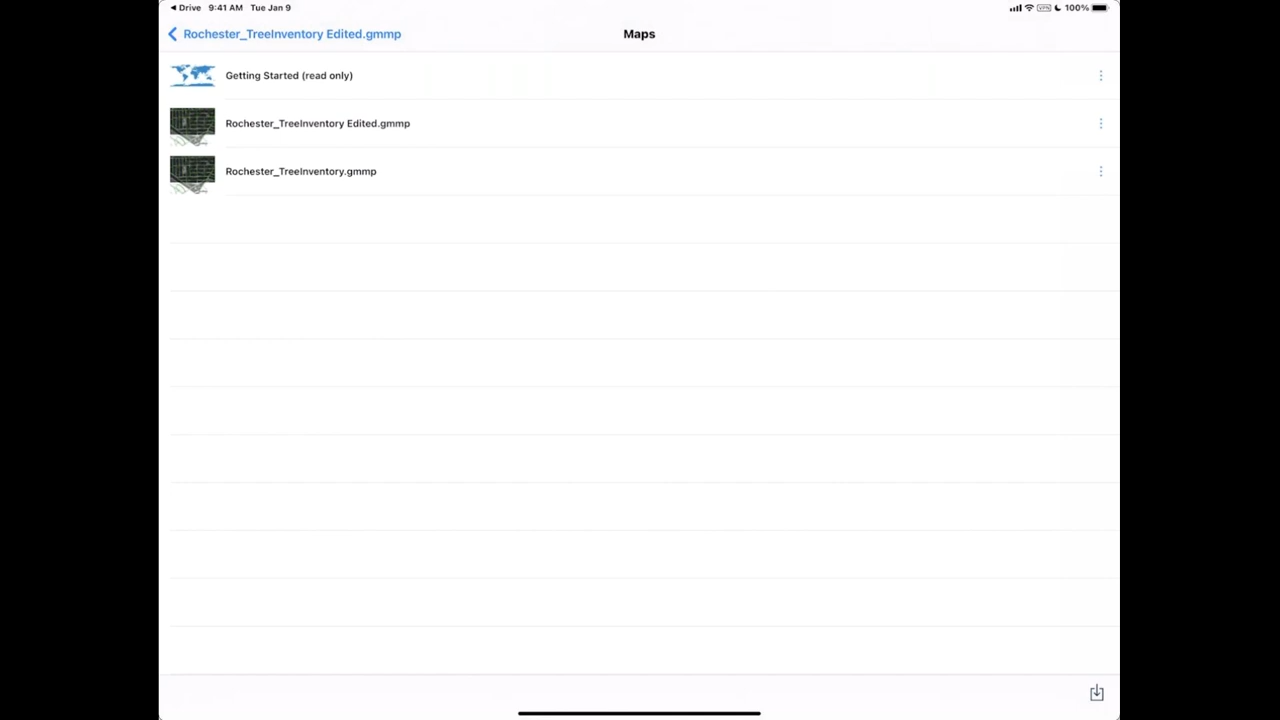 Drive 9:41 AM Tue Jan 9 VPN 100%
Rochester_TreeInventory Edited.gmmp Maps
Getting Started (read only)
Rochester_TreeInventory Edited.gmmp
Rochester_TreeInventory.gmmp